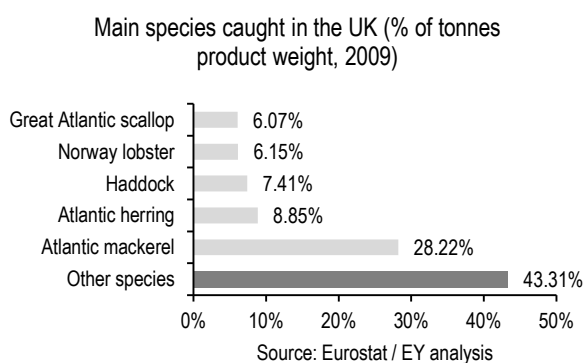 Main species caught in the UK (% of tonnes
product weight, 2009)
Great Atlantic scallop 6.07%
Norway lobster 6.15%
Haddock 7.41%
Atlantic herring 8.85%
Atlantic mackerel 28.22%
Other species 43.31%
0% 10% 20% 30% 40% 50%
Source: Eurostat / EY analysis